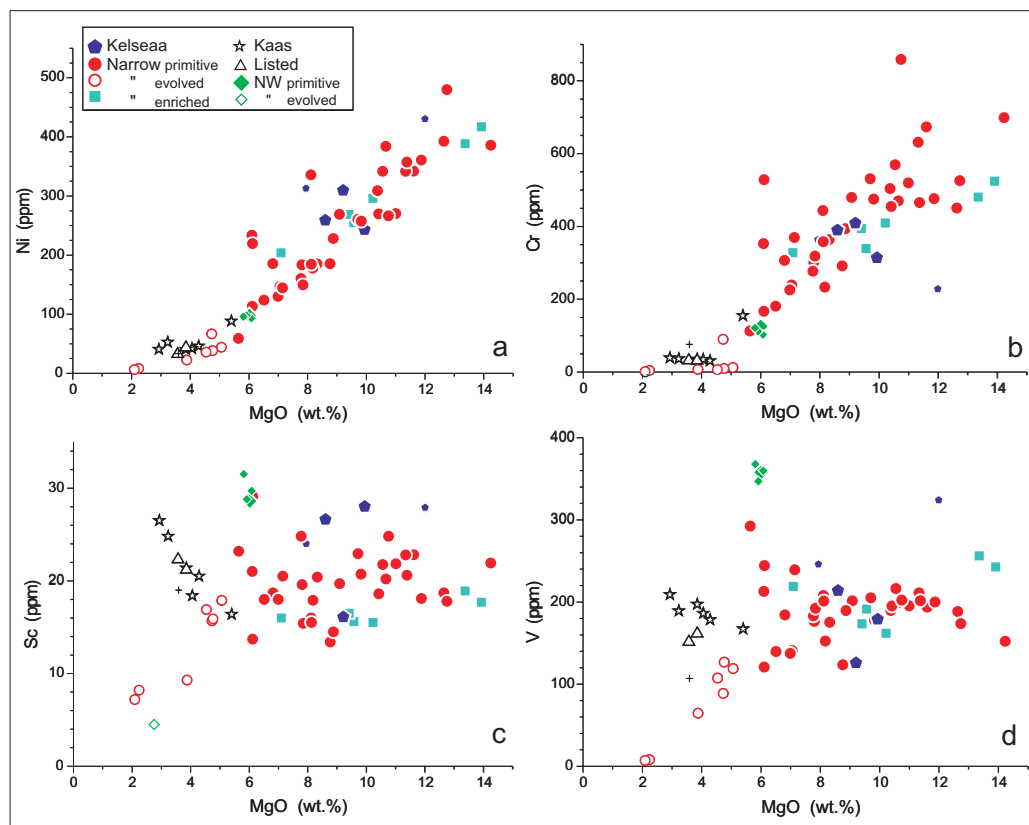 Kelseaa
Narrow primitive
" evolved
" enriched
Kaas
Listed
NW primitive
" evolved
500
400
300
200
100
0
Ni (ppm)
0 2 4 6 8 10 12 14
MgO (wt.%)
a
800
600
400
200
0
Cr (ppm)
0 2 4 6 8 10 12 14
MgO (wt.%)
b
30
20
10
0
Sc (ppm)
0 2 4 6 8 10 12 14
MgO (wt.%)
c
400
300
200
100
0
V (ppm)
0 2 4 6 8 10 12 14
MgO (wt.%)
d